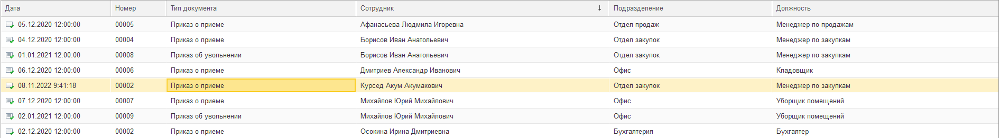 Дата Номер Тип документа Сотрудник ↓ Подразделение Должность
05.12.2020 12:00:00 00005 Приказ о приеме Афанасьева Людмила Игоревна Отдел продаж Менеджер по продажам
04.12.2020 12:00:00 00004 Приказ о приеме Борисов Иван Анатольевич Отдел закупок Менеджер по закупкам
01.01.2021 12:00:00 00008 Приказ об увольнении Борисов Иван Анатольевич Отдел закупок Менеджер по закупкам
06.12.2020 12:00:00 00006 Приказ о приеме Дмитриев Александр Иванович Офис Кладовщик
08.11.2022 9:41:18 00002 Приказ о приеме Курсед Акум Акумакович Отдел закупок Менеджер по закупкам
07.12.2020 12:00:00 00007 Приказ о приеме Михайлов Юрий Михайлович Офис Уборщик помещений
02.01.2021 12:00:00 00009 Приказ об увольнении Михайлов Юрий Михайлович Офис Уборщик помещений
02.12.2020 12:00:00 00002 Приказ о приеме Осокина Ирина Дмитриевна Бухгалтерия Бухгалтер